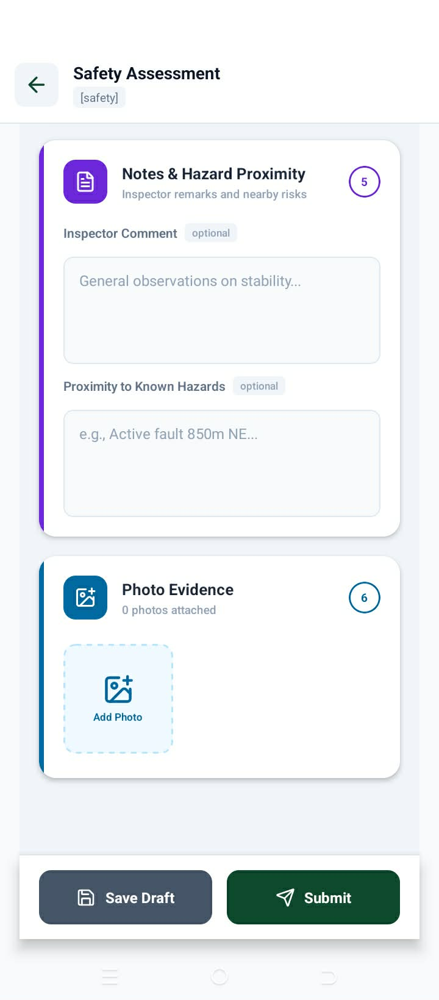 Safety Assessment
[safety]
Notes & Hazard Proximity
Inspector remarks and nearby risks
5
Inspector Comment optional
General observations on stability...
Proximity to Known Hazards optional
e.g., Active fault 850m NE...
Photo Evidence
0 photos attached
6
Add Photo
Save Draft
Submit